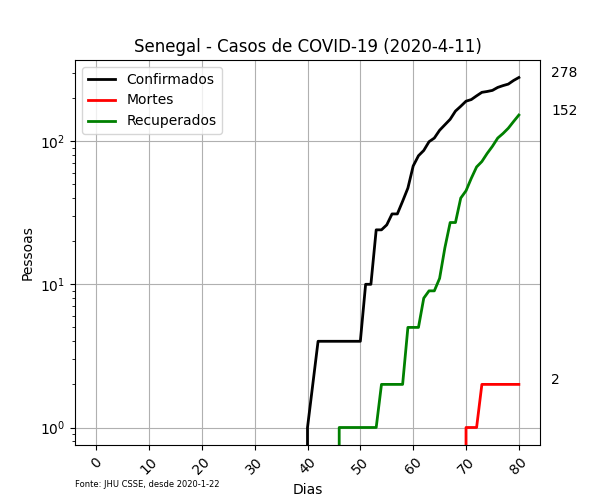 Senegal - Casos de COVID-19 (2020-4-11)
Confirmados
Mortes
Recuperados
278
152
2
Pessoas
10²
10¹
10⁰
0 10 20 30 40 50 60 70 80
Dias
Fonte: JHU CSSE, desde 2020-1-22